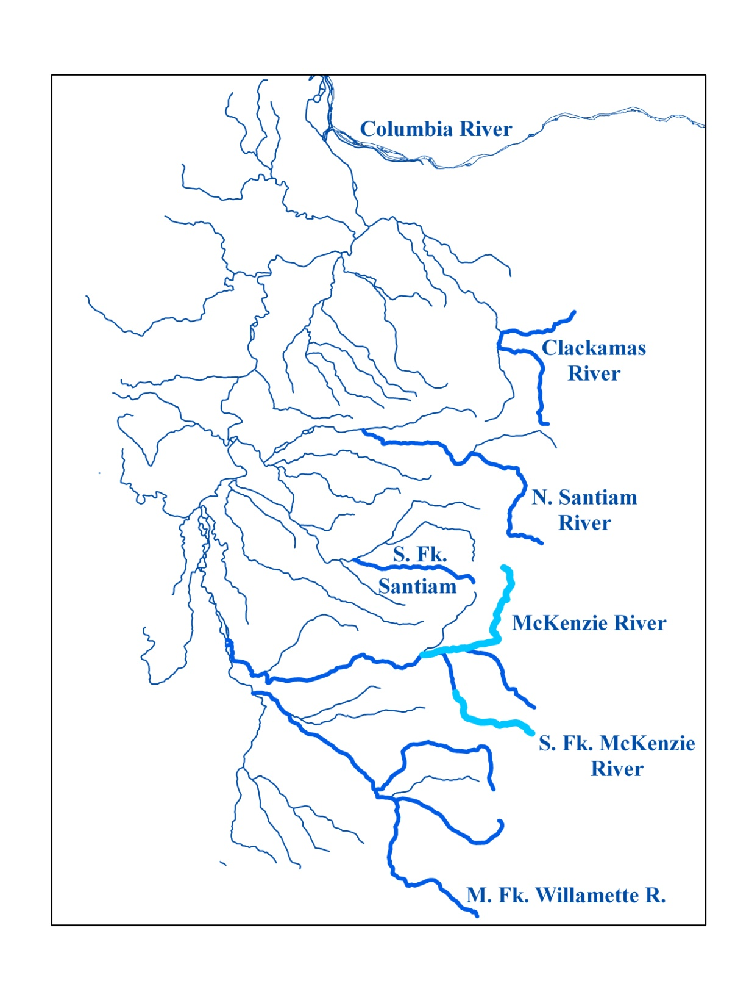 Columbia River
Clackamas
River
N. Santiam
River
S. Fk.
Santiam
McKenzie River
S. Fk. McKenzie
River
M. Fk. Willamette R.